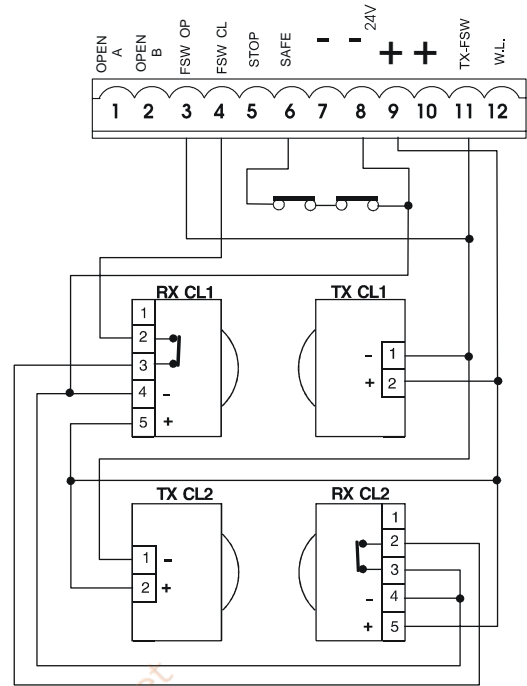 OPEN A
OPEN B
FSW OP
FSW CL
STOP
SAFE
-
-
24V
+
+
TX-FSW
W.L.
1 2 3 4 5 6 7 8 9 10 11 12
RX CL1
1
2
3
4 -
5 +
TX CL1
- 1
+ 2
TX CL2
1 -
2 +
RX CL2
1
2
3
- 4
+ 5